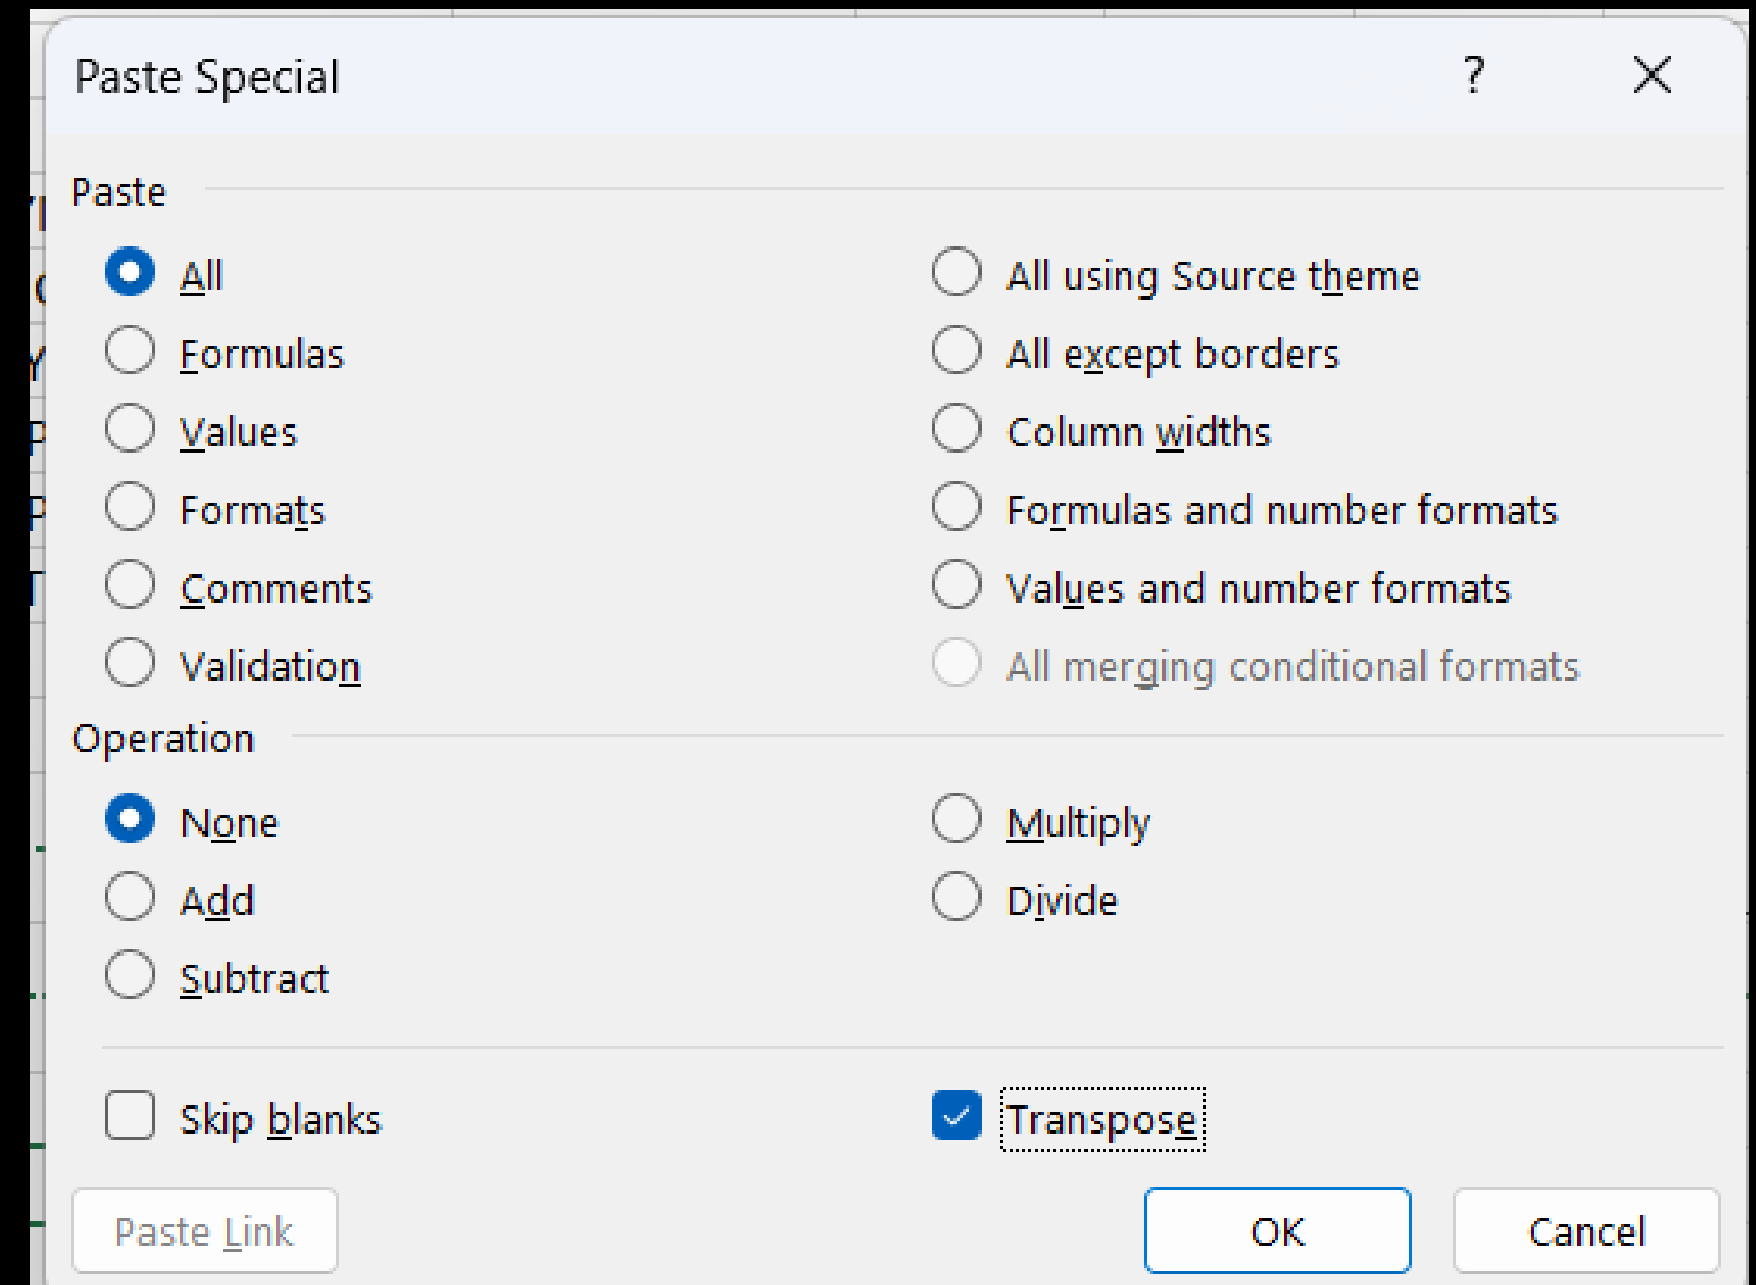 Paste Special ?
Paste
All
Formulas
Values
Formats
Comments
Validation
All using Source theme
All except borders
Column widths
Formulas and number formats
Values and number formats
All merging conditional formats
Operation
None
Add
Subtract
Multiply
Divide
Skip blanks
Transpose
Paste Link
OK
Cancel